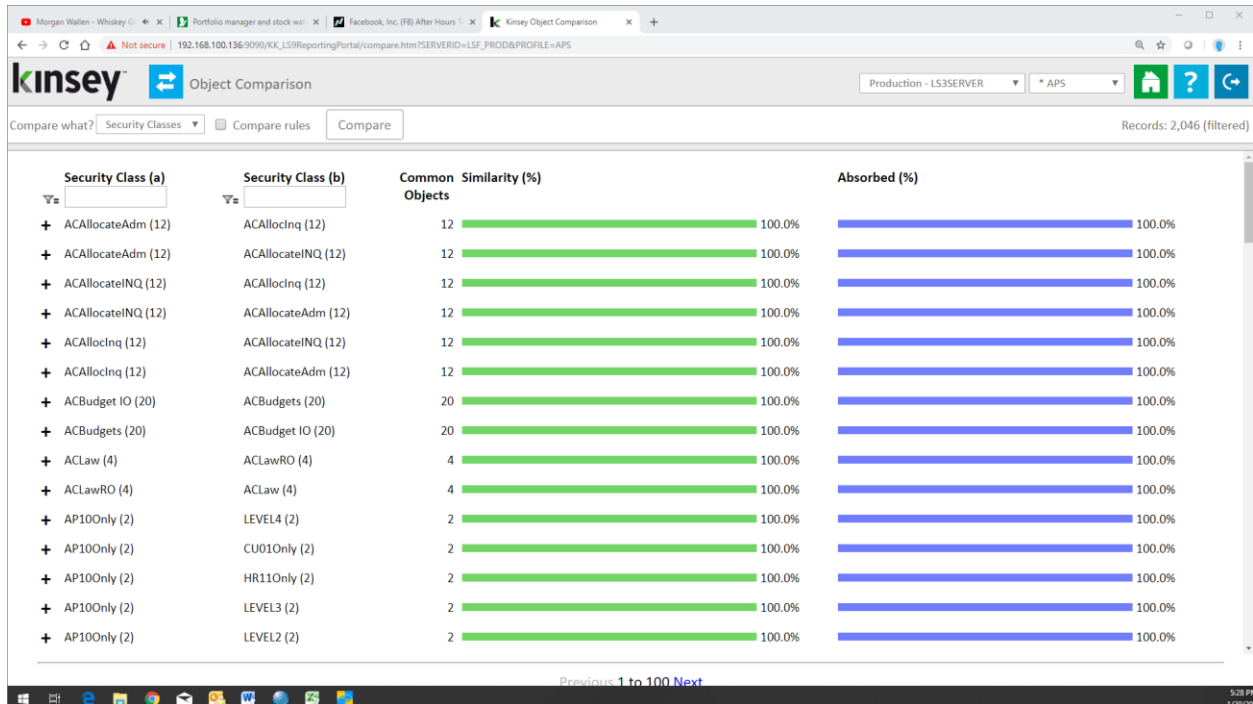 Morgan Wallen - Whiskey Gl
Portfolio manager and stock wat
Facebook, Inc. (FB) After Hours T
Kinsey Object Comparison
Not secure | 192.168.100.136:9090/KK_LS9ReportingPortal/compare.htm?SERVERID=LSF_PROD&PROFILE=APS
kinsey Object Comparison Production - LS3SERVER * APS ?
Compare what? Security Classes Compare rules Compare Records: 2,046 (filtered)
Security Class (a) Security Class (b) Common Similarity (%) Absorbed (%)
Objects
+ ACAllocateAdm (12) ACAllocInq (12) 12 100.0% 100.0%
+ ACAllocateAdm (12) ACAllocateINQ (12) 12 100.0% 100.0%
+ ACAllocateINQ (12) ACAllocInq (12) 12 100.0% 100.0%
+ ACAllocateINQ (12) ACAllocateAdm (12) 12 100.0% 100.0%
+ ACAllocInq (12) ACAllocateINQ (12) 12 100.0% 100.0%
+ ACAllocInq (12) ACAllocateAdm (12) 12 100.0% 100.0%
+ ACBudget IO (20) ACBudgets (20) 20 100.0% 100.0%
+ ACBudgets (20) ACBudget IO (20) 20 100.0% 100.0%
+ ACLaw (4) ACLawRO (4) 4 100.0% 100.0%
+ ACLawRO (4) ACLaw (4) 4 100.0% 100.0%
+ AP10Only (2) LEVEL4 (2) 2 100.0% 100.0%
+ AP10Only (2) CU01Only (2) 2 100.0% 100.0%
+ AP10Only (2) HR11Only (2) 2 100.0% 100.0%
+ AP10Only (2) LEVEL3 (2) 2 100.0% 100.0%
+ AP10Only (2) LEVEL2 (2) 2 100.0% 100.0%
Previous 1 to 100 Next
5:28 PM